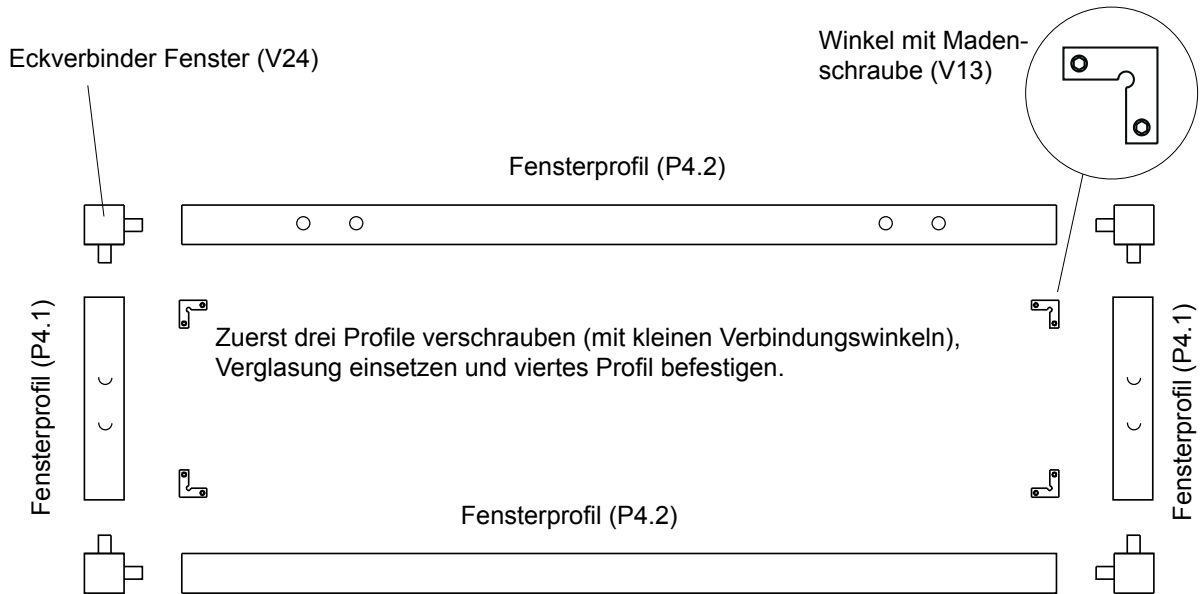 Eckverbinder Fenster (V24)
Winkel mit Maden-
schraube (V13)
Fensterprofil (P4.2)
Fensterprofil (P4.1)
Zuerst drei Profile verschrauben (mit kleinen Verbindungswinkeln),
Verglasung einsetzen und viertes Profil befestigen.
Fensterprofil (P4.1)
Fensterprofil (P4.2)